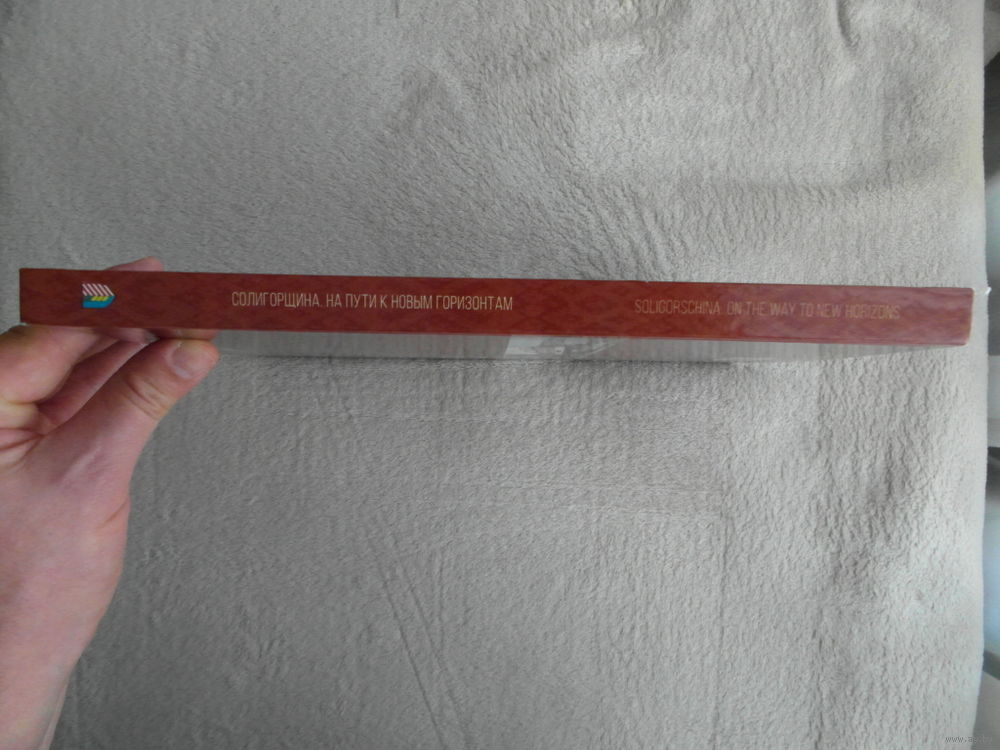 СОЛИГОРЩИНА. НА ПУТИ К НОВЫМ ГОРИЗОНТАМ
SOLIGORSCHINA. ON THE WAY TO NEW HORIZONS